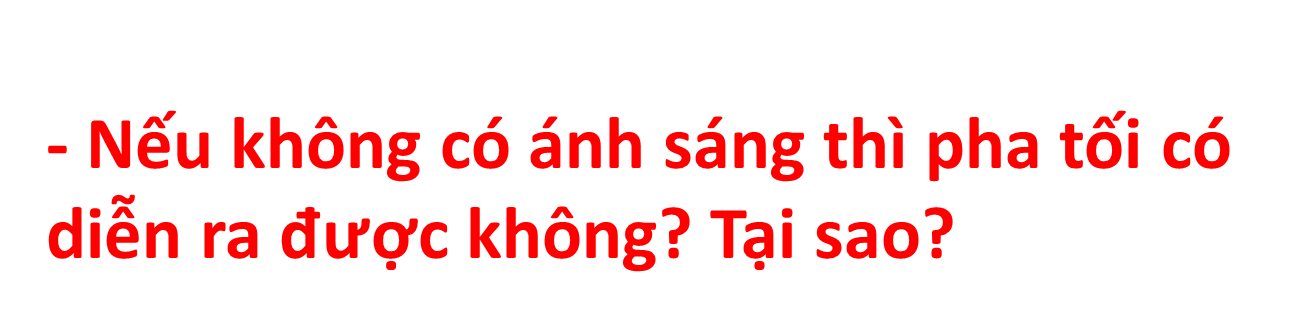 - Nếu không có ánh sáng thì pha tối có
diễn ra được không? Tại sao?